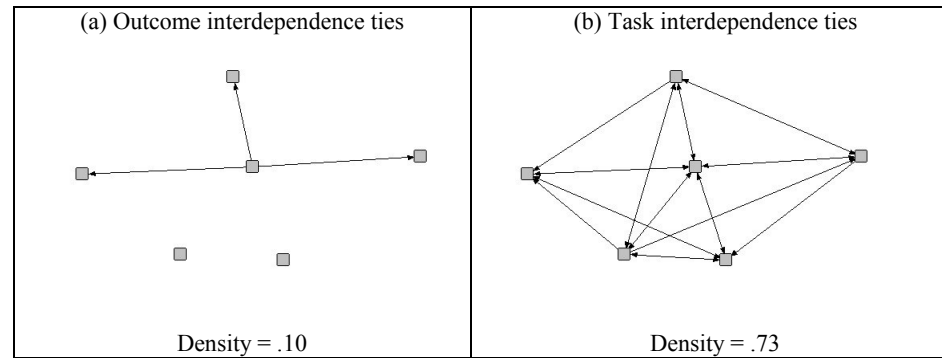 (a) Outcome interdependence ties
(b) Task interdependence ties
Density = .10
Density = .73